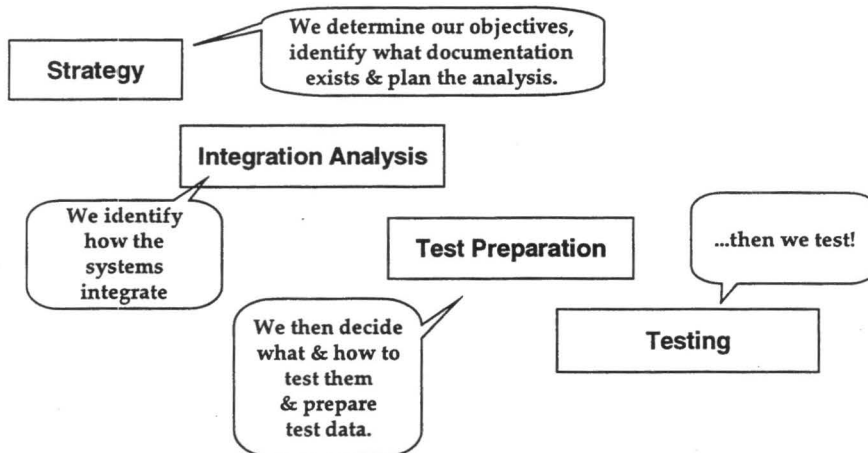 Strategy
We determine our objectives,
identify what documentation
exists & plan the analysis.
Integration Analysis
We identify
how the
systems
integrate
Test Preparation
...then we test!
We then decide
what & how to
test them
& prepare
test data.
Testing